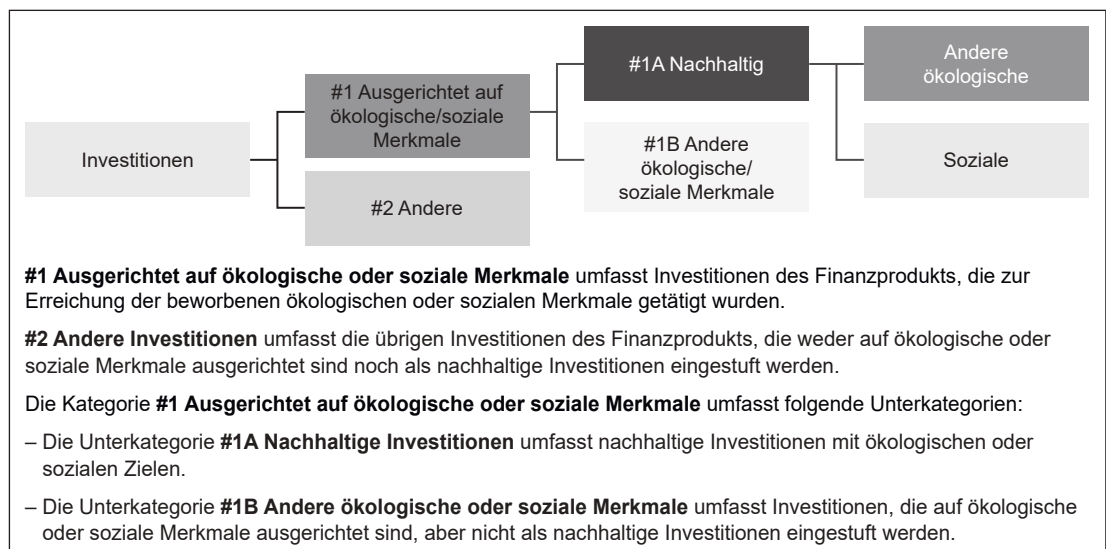 Investitionen
#1 Ausgerichtet auf
ökologische/soziale
Merkmale
#2 Andere
#1A Nachhaltig
#1B Andere
ökologische/
soziale Merkmale
Andere
ökologische
Soziale
#1 Ausgerichtet auf ökologische oder soziale Merkmale umfasst Investitionen des Finanzprodukts, die zur
Erreichung der beworbenen ökologischen oder sozialen Merkmale getätigt wurden.
#2 Andere Investitionen umfasst die übrigen Investitionen des Finanzprodukts, die weder auf ökologische oder
soziale Merkmale ausgerichtet sind noch als nachhaltige Investitionen eingestuft werden.
Die Kategorie #1 Ausgerichtet auf ökologische oder soziale Merkmale umfasst folgende Unterkategorien:
– Die Unterkategorie #1A Nachhaltige Investitionen umfasst nachhaltige Investitionen mit ökologischen oder
sozialen Zielen.
– Die Unterkategorie #1B Andere ökologische oder soziale Merkmale umfasst Investitionen, die auf ökologische
oder soziale Merkmale ausgerichtet sind, aber nicht als nachhaltige Investitionen eingestuft werden.